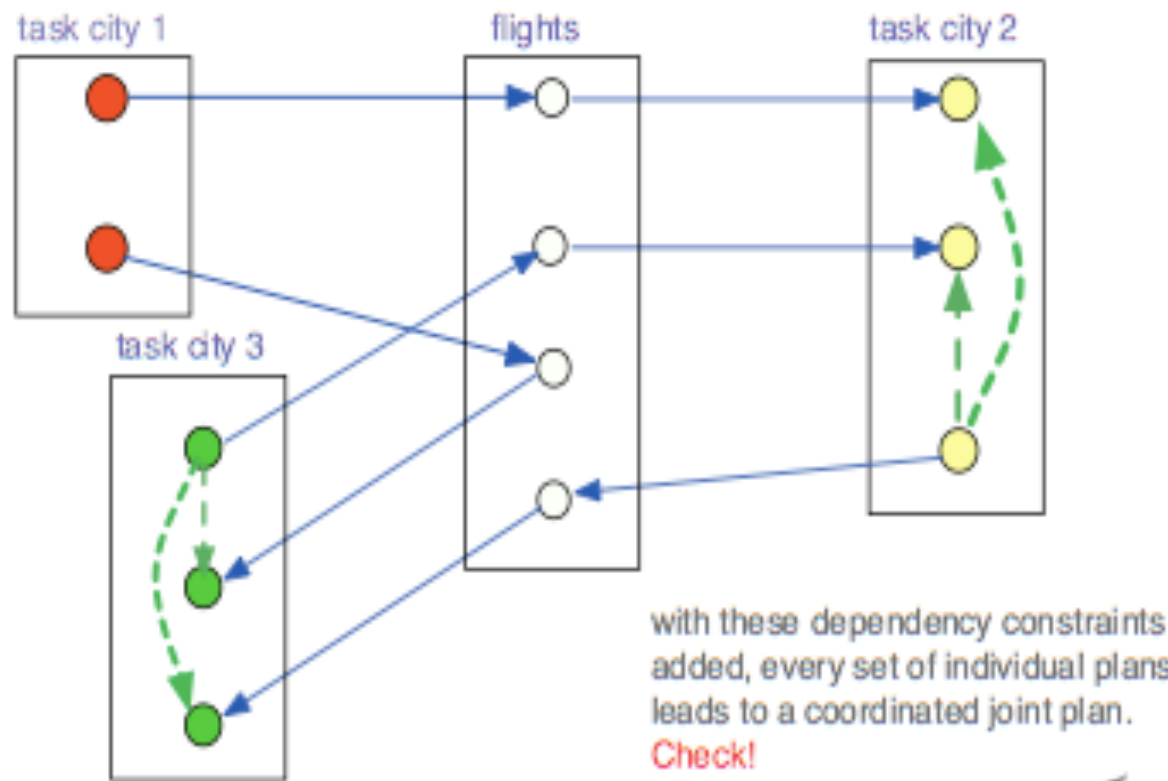 task city 1
flights
task city 2
task city 3
with these dependency constraints
added, every set of individual plans
leads to a coordinated joint plan.
Check!